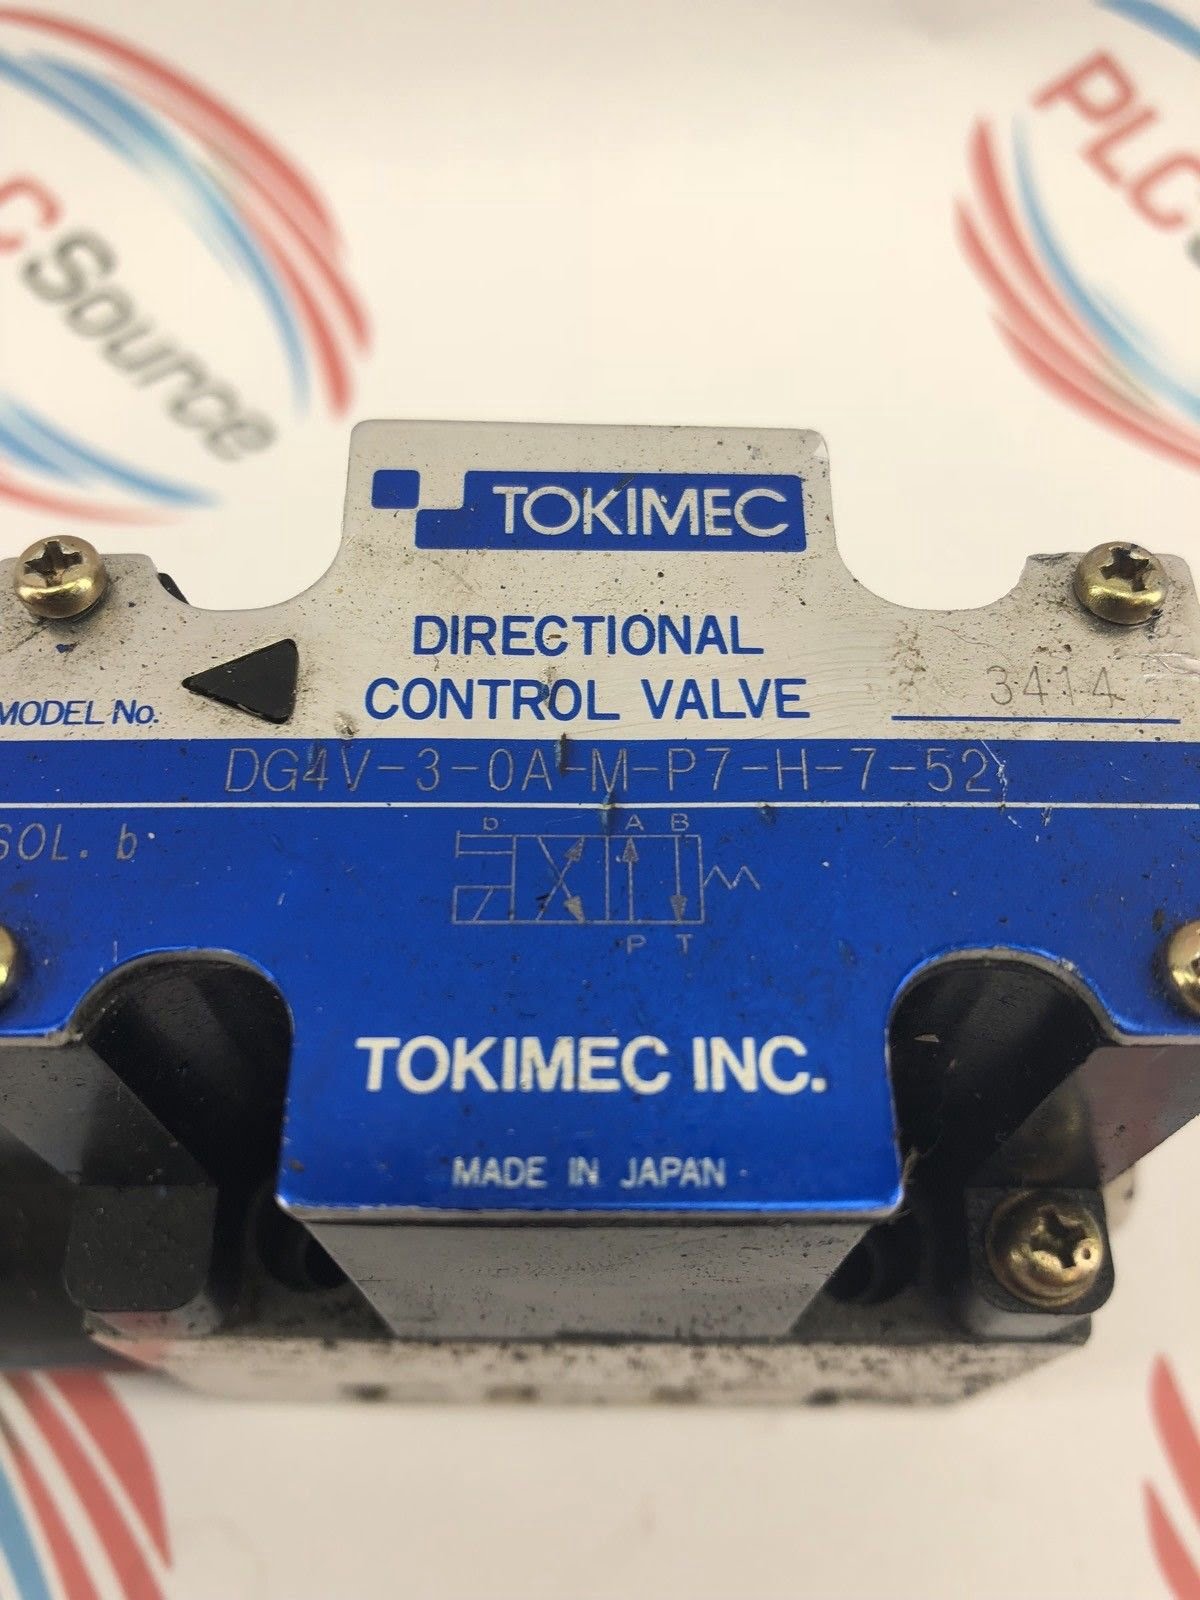 PLC
C Source
TOKIMEC
DIRECTIONAL
CONTROL VALVE
MODEL No.
3414
DG4V-3-0A-M-P7-H-7-52
SOL. b
b A B
P T
TOKIMEC INC.
MADE IN JAPAN